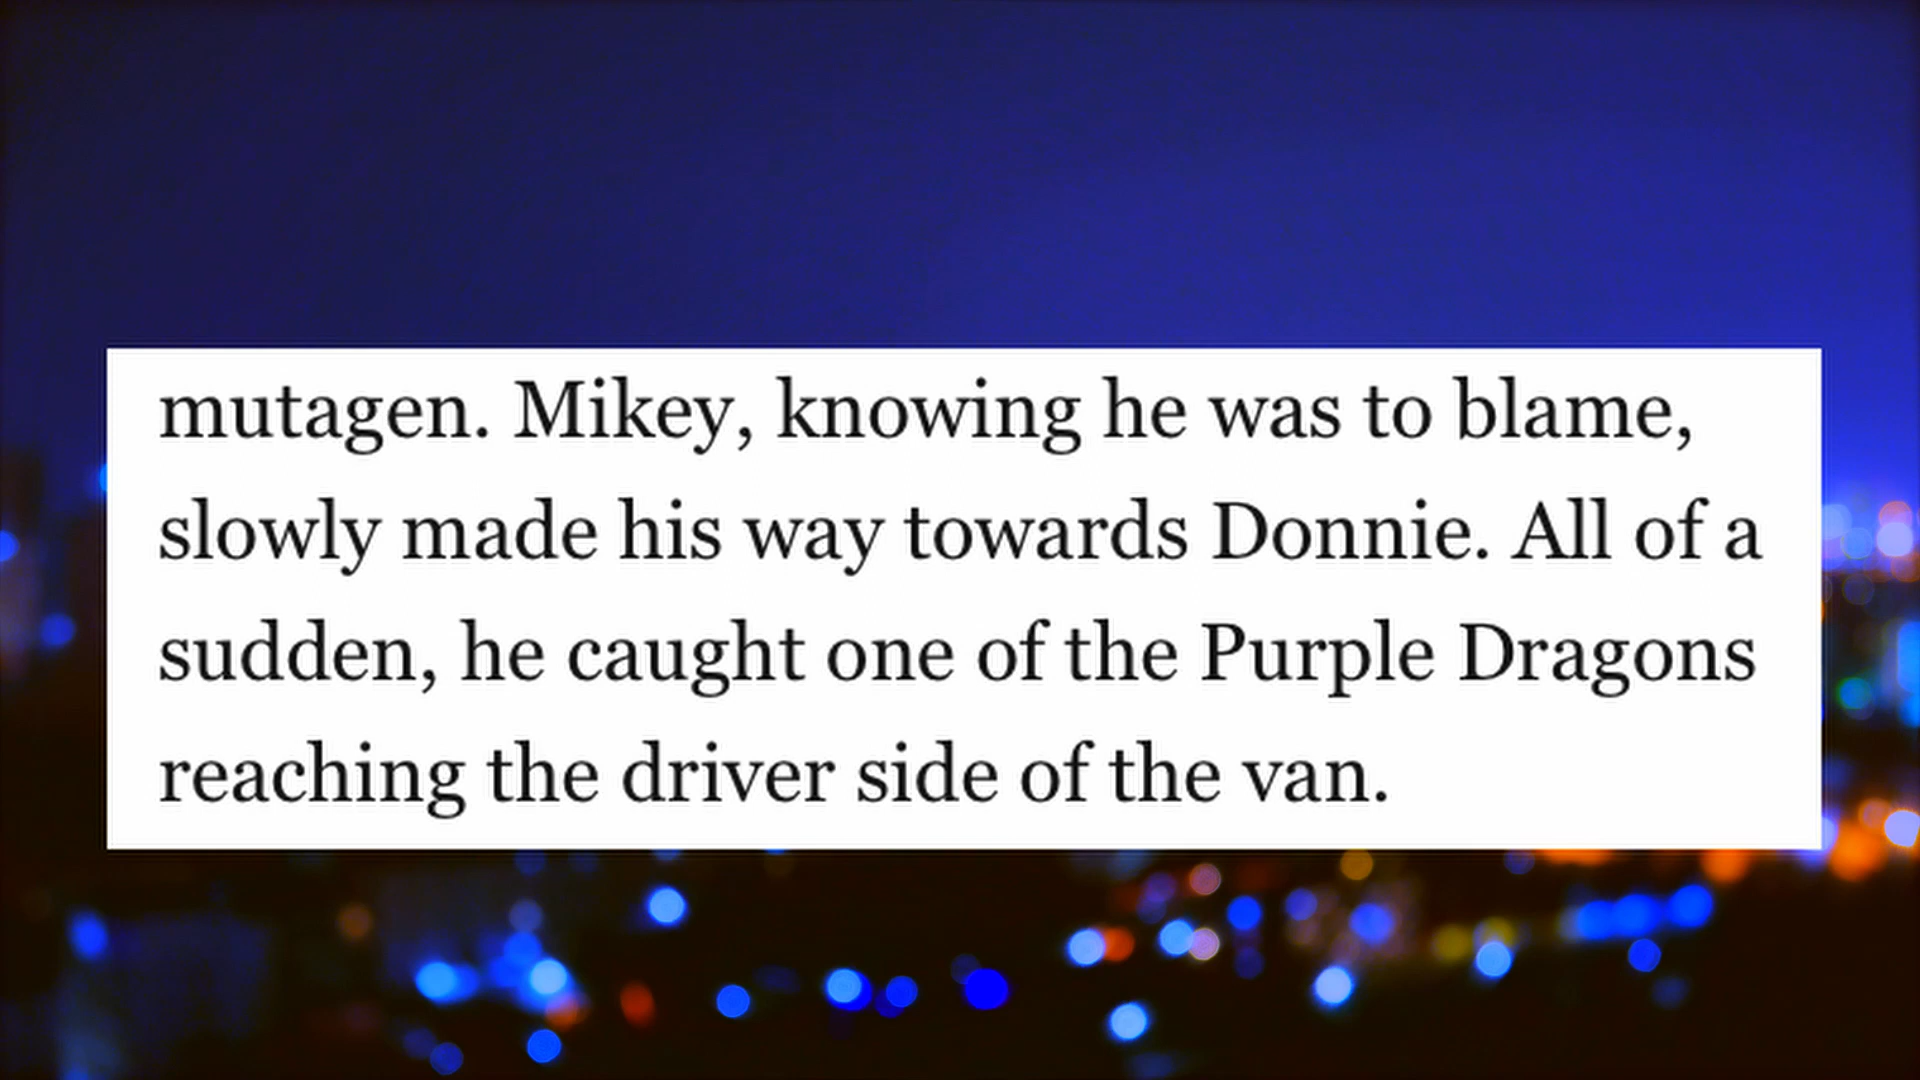 mutagen. Mikey, knowing he was to blame,
slowly made his way towards Donnie. All of a
sudden, he caught one of the Purple Dragons
reaching the driver side of the van.